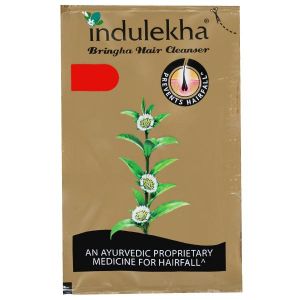 indulekha®
Bringha Hair Cleanser
PREVENTS HAIRFALL^
AN AYURVEDIC PROPRIETARY
MEDICINE FOR HAIRFALL^